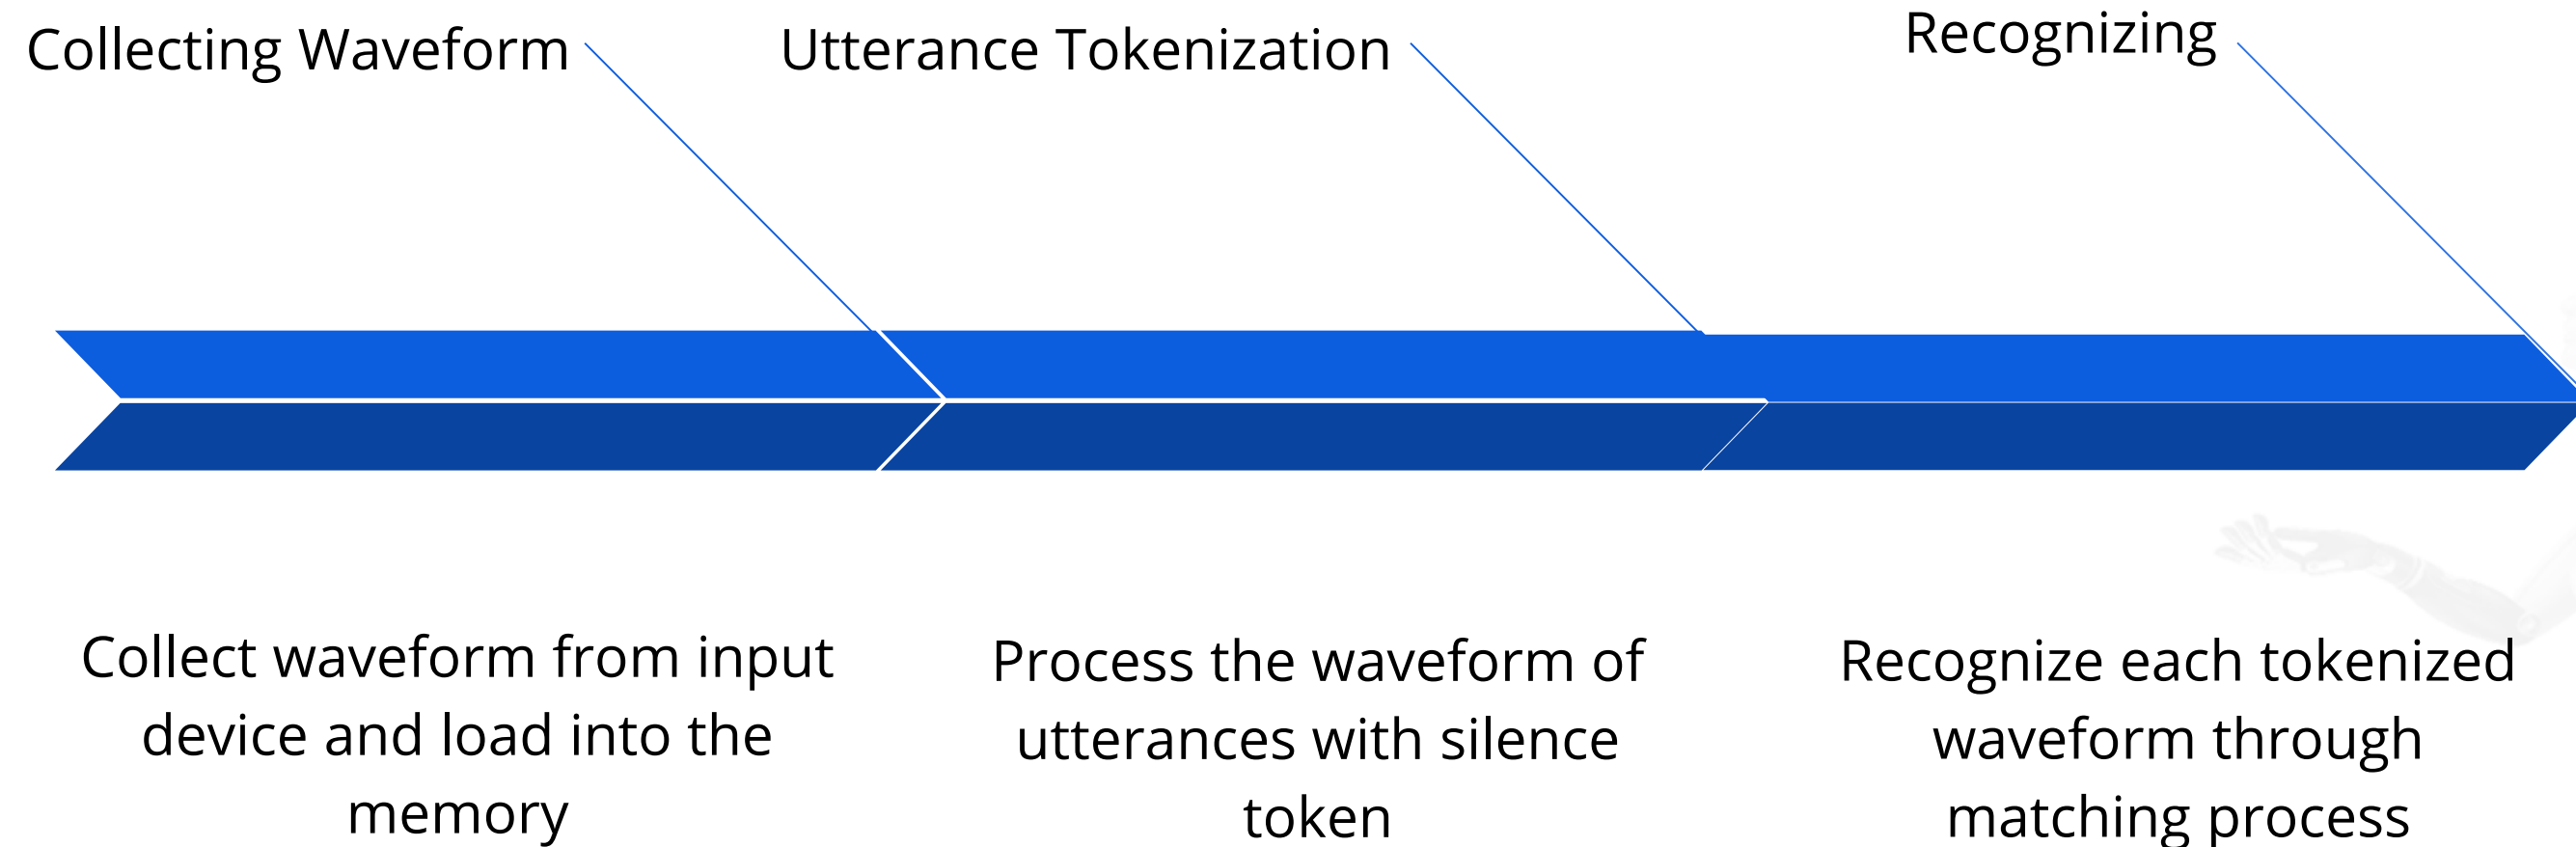 Collecting Waveform
Utterance Tokenization
Recognizing
Collect waveform from input
device and load into the
memory
Process the waveform of
utterances with silence
token
Recognize each tokenized
waveform through
matching process